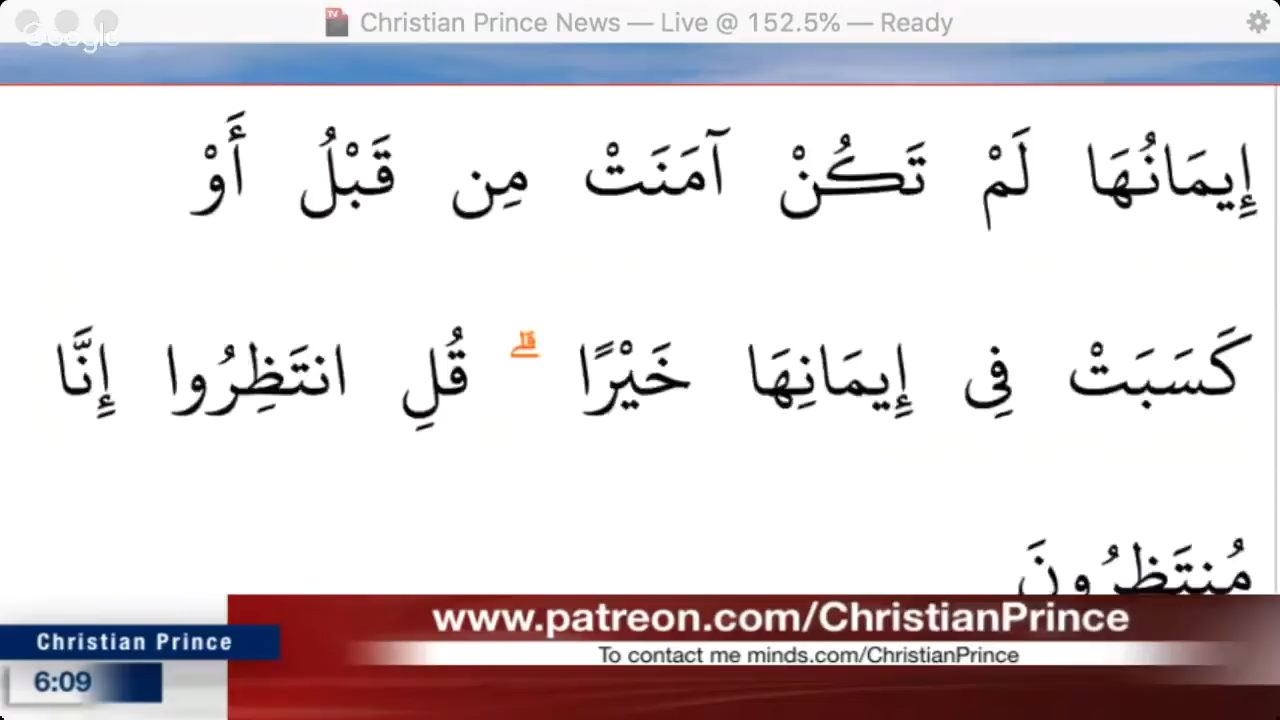 Christian Prince News — Live @ 152.5% — Ready
Google
إِيمَانُهَا لَمْ تَكُنْ آمَنَتْ مِن قَبْلُ أَوْ
كَسَبَتْ فِى إِيمَانِهَا خَيْرًا ۗ قُلِ انتَظِرُوا إِنَّا
مُنتَظِرُونَ
www.patreon.com/ChristianPrince
Christian Prince
To contact me minds.com/ChristianPrince
6:09